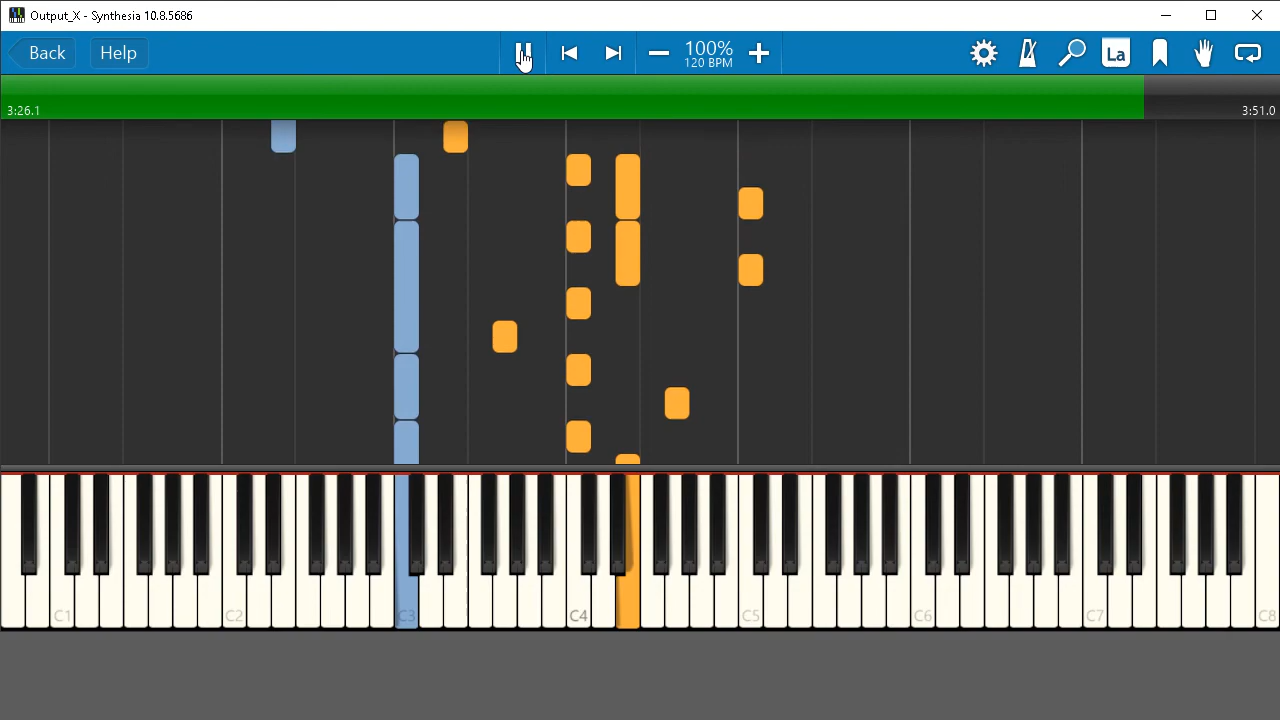 Output_X - Synthesia 10.8.5686
Back
Help
100%
120 BPM
La
3:26.1
3:51.0
C1
C2
C3
C4
C5
C6
C7
C8